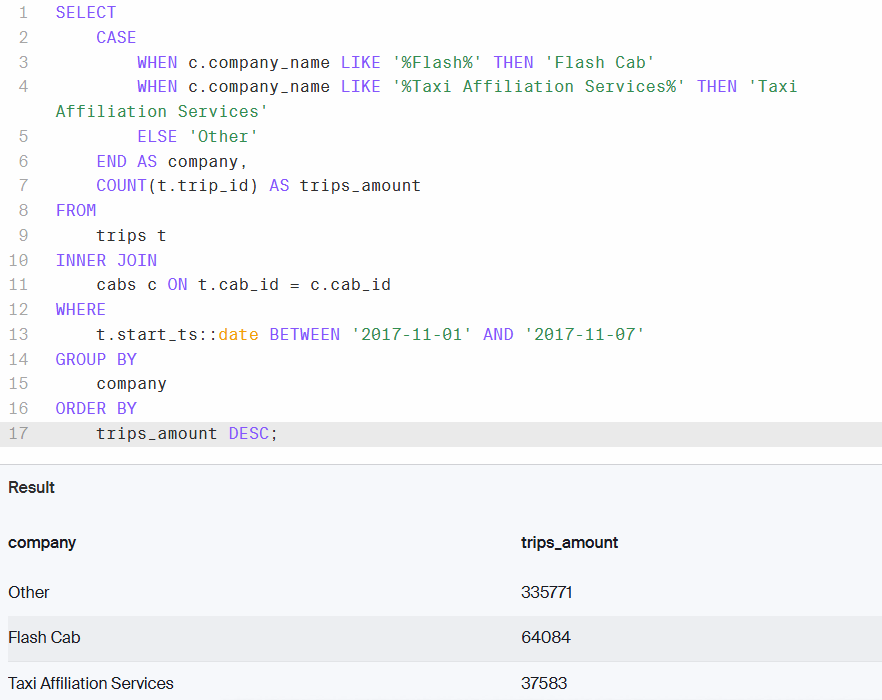 1 SELECT
2 CASE
3 WHEN c.company_name LIKE '%Flash%' THEN 'Flash Cab'
4 WHEN c.company_name LIKE '%Taxi Affiliation Services%' THEN 'Taxi
Affiliation Services'
5 ELSE 'Other'
6 END AS company,
7 COUNT(t.trip_id) AS trips_amount
8 FROM
9 trips t
10 INNER JOIN
11 cabs c ON t.cab_id = c.cab_id
12 WHERE
13 t.start_ts::date BETWEEN '2017-11-01' AND '2017-11-07'
14 GROUP BY
15 company
16 ORDER BY
17 trips_amount DESC;
Result
company trips_amount
Other 335771
Flash Cab 64084
Taxi Affiliation Services 37583